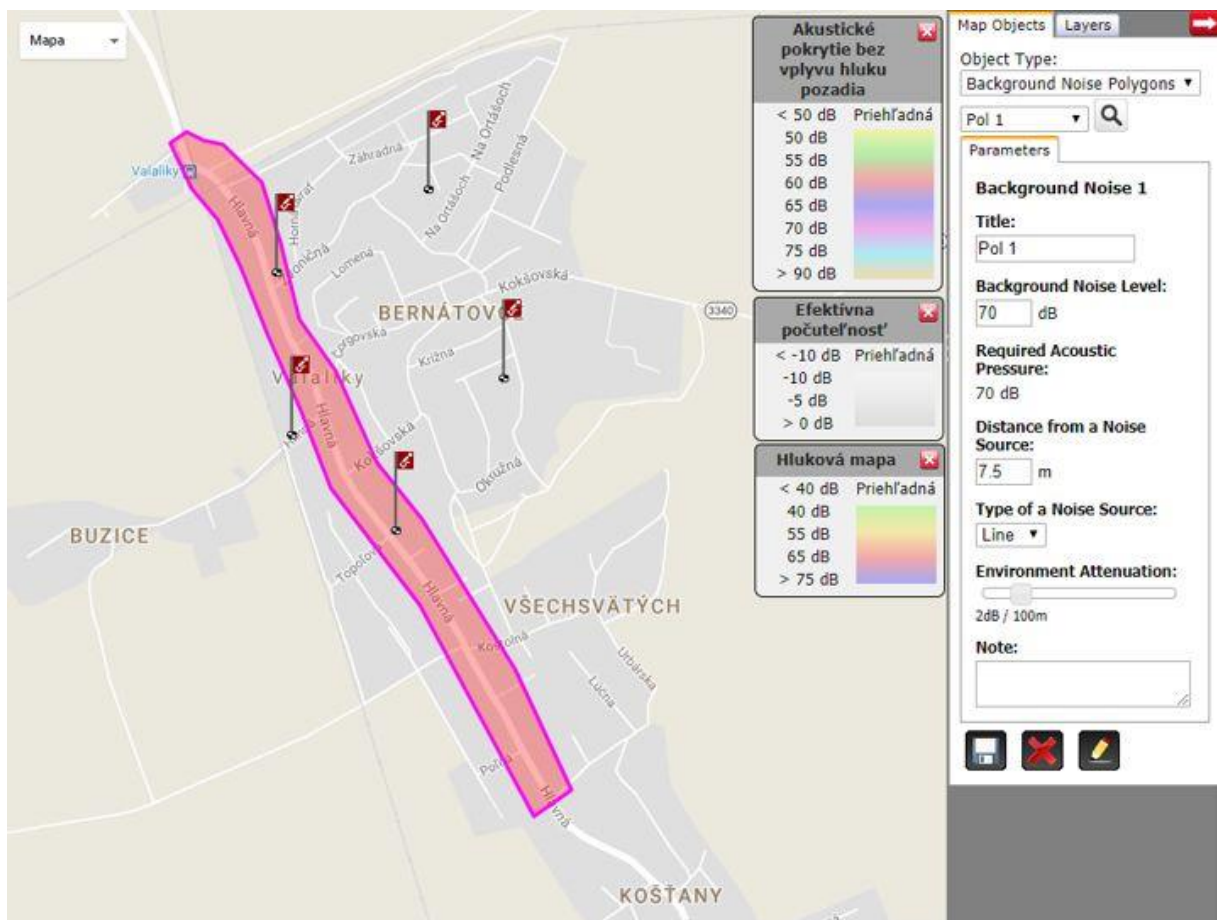 Mapa
Valaliky
Hlavná
Záhradná
Na Ortášoch
Na Ortášoch
Podlesná
Lomená
Kokšovská
BERNÁTOVCE
3340
Križná
Valaliky
Hlavná
Kokšovská
Okružná
BUZICE
Topoľová
Hlavná
VŠECHSVÄTÝCH
Kostolná
Urbárska
Lúčna
Poľná
Hlavná
KOŠŤANY
Akustické
pokrytie bez
vplyvu hluku
pozadia
< 50 dB Priehľadná
50 dB
55 dB
60 dB
65 dB
70 dB
75 dB
> 90 dB
Efektívna
počuteľnosť
< -10 dB Priehľadná
-10 dB
-5 dB
> 0 dB
Hluková mapa
< 40 dB Priehľadná
40 dB
55 dB
65 dB
> 75 dB
Map Objects Layers
Object Type:
Background Noise Polygons
Pol 1
Parameters
Background Noise 1
Title:
Pol 1
Background Noise Level:
70 dB
Required Acoustic
Pressure:
70 dB
Distance from a Noise
Source:
7.5 m
Type of a Noise Source:
Line
Environment Attenuation:
2dB / 100m
Note: